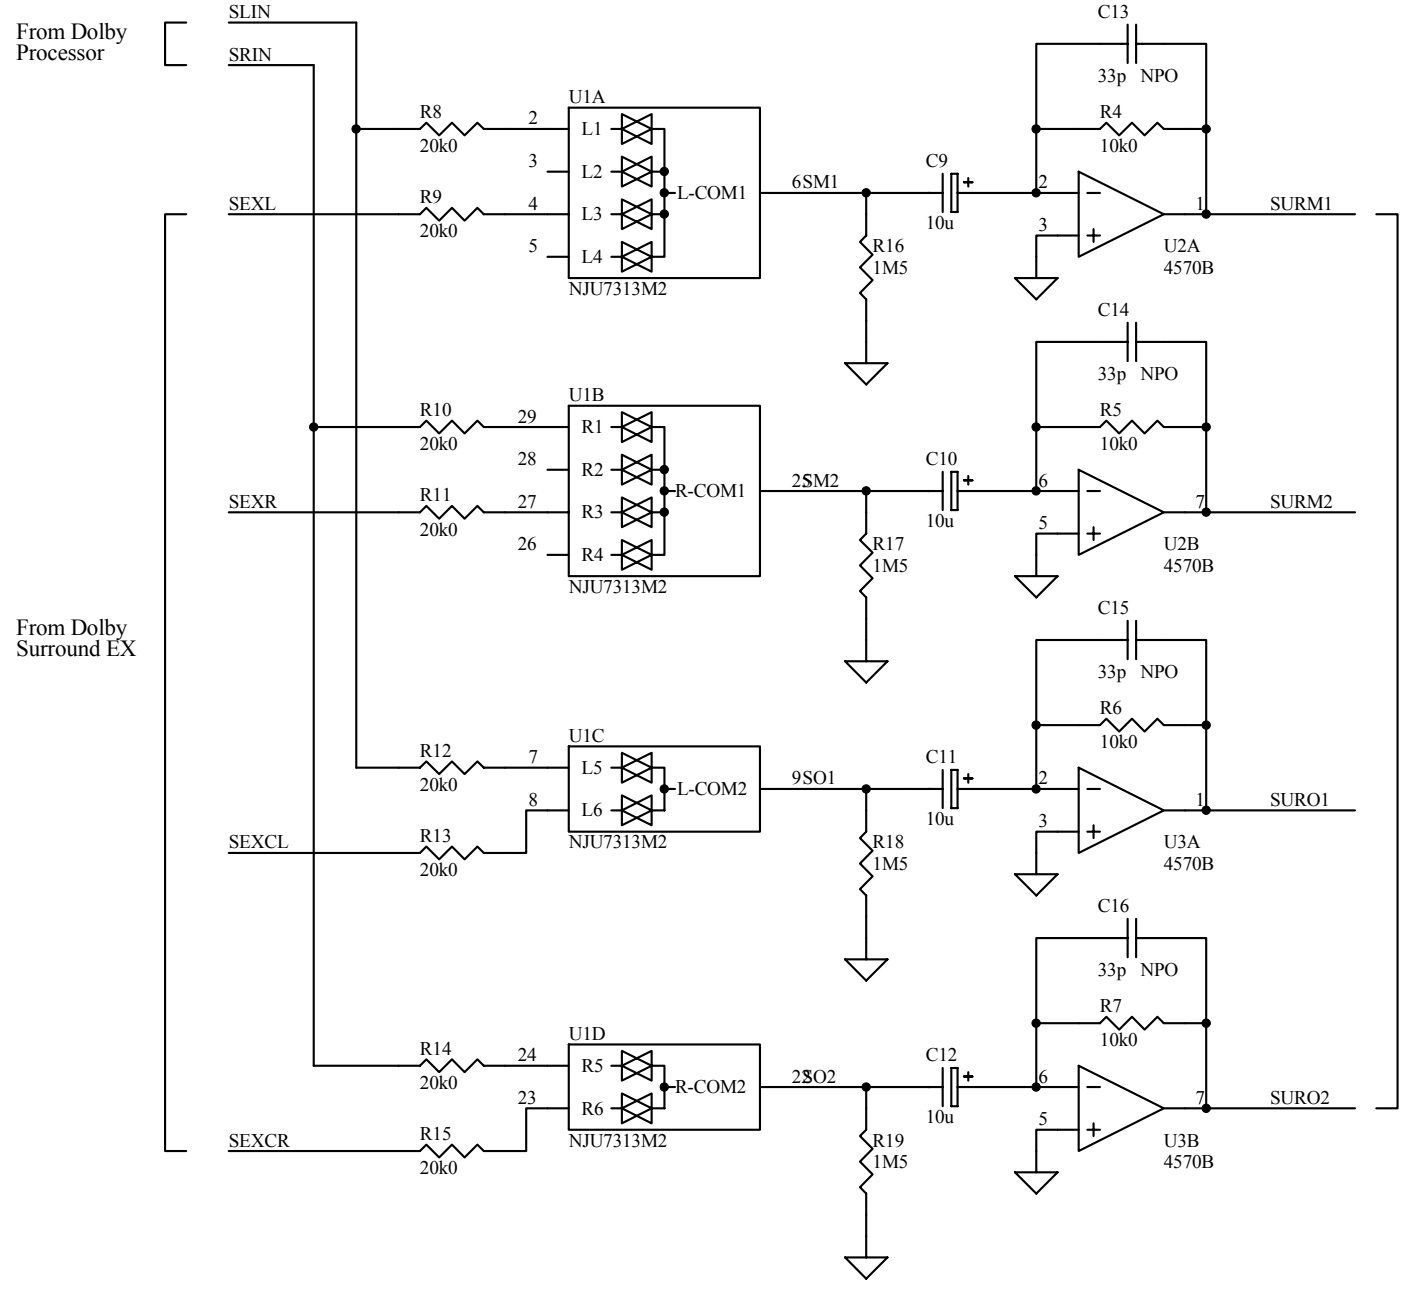 From Dolby
Processor
SLIN
SRIN
From Dolby
Surround EX
SEXL
SEXR
SEXCL
SEXCR
R8
20k0
R9
20k0
2
3
4
5
U1A
L1
L2
L3
L4
L-COM1
NJU7313M2
6
SM1
R16
1M5
C9
+
10u
C13
33p NPO
R4
10k0
2
3
−
+
1
U2A
4570B
SURM1
R10
20k0
R11
20k0
29
28
27
26
U1B
R1
R2
R3
R4
R-COM1
NJU7313M2
25
SM2
R17
1M5
C10
+
10u
C14
33p NPO
R5
10k0
6
5
−
+
7
U2B
4570B
SURM2
R12
20k0
R13
20k0
7
8
U1C
L5
L6
L-COM2
NJU7313M2
9
SO1
R18
1M5
C11
+
10u
C15
33p NPO
R6
10k0
2
3
−
+
1
U3A
4570B
SURO1
R14
20k0
R15
20k0
24
23
U1D
R5
R6
R-COM2
NJU7313M2
22
SO2
R19
1M5
C12
+
10u
C16
33p NPO
R7
10k0
6
5
−
+
7
U3B
4570B
SURO2